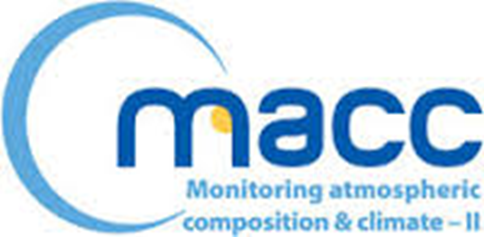 macc
Monitoring atmospheric
composition & climate – II